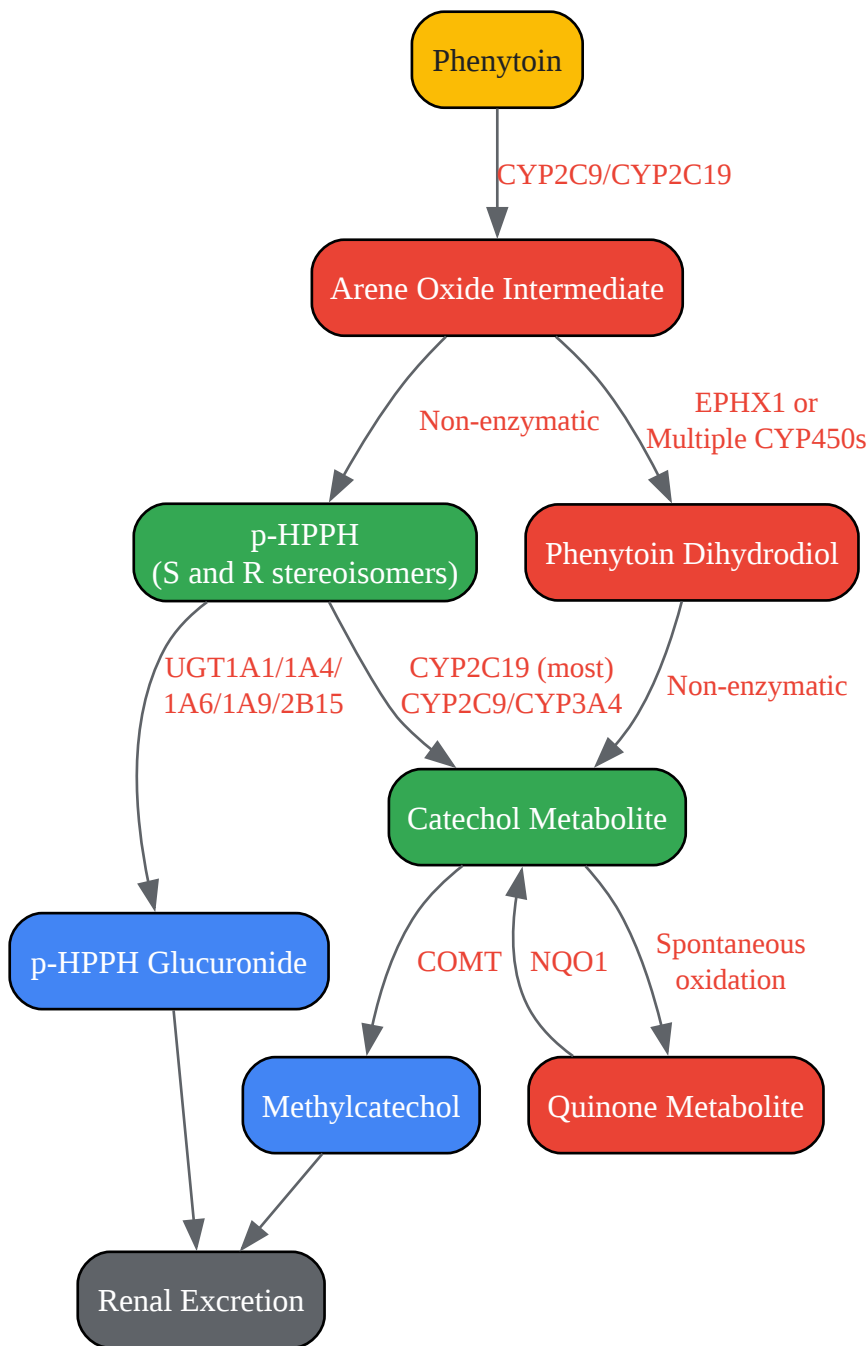 Phenytoin
CYP2C9/CYP2C19
Arene Oxide Intermediate
Non-enzymatic
EPHX1 or
Multiple CYP450s
p-HPPH
(S and R stereoisomers)
Phenytoin Dihydrodiol
UGT1A1/1A4/
1A6/1A9/2B15
CYP2C19 (most)
CYP2C9/CYP3A4
Non-enzymatic
Catechol Metabolite
p-HPPH Glucuronide
COMT
NQO1
Spontaneous
oxidation
Methylcatechol
Quinone Metabolite
Renal Excretion